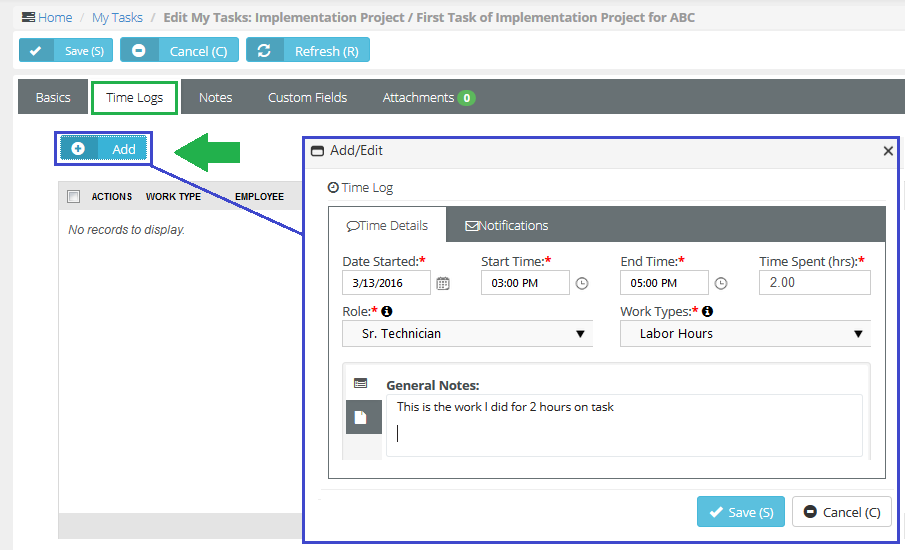 Home / My Tasks / Edit My Tasks: Implementation Project / First Task of Implementation Project for ABC
Save (S) Cancel (C) Refresh (R)
Basics Time Logs Notes Custom Fields Attachments 0
Add
ACTIONS WORK TYPE EMPLOYEE
No records to display.
Add/Edit
Time Log
Time Details Notifications
Date Started:* Start Time:* End Time:* Time Spent (hrs):*
3/13/2016 03:00 PM 05:00 PM 2.00
Role:* Work Types:*
Sr. Technician Labor Hours
General Notes:
This is the work I did for 2 hours on task
Save (S) Cancel (C)